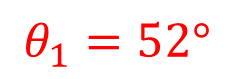 θ₁ = 52°